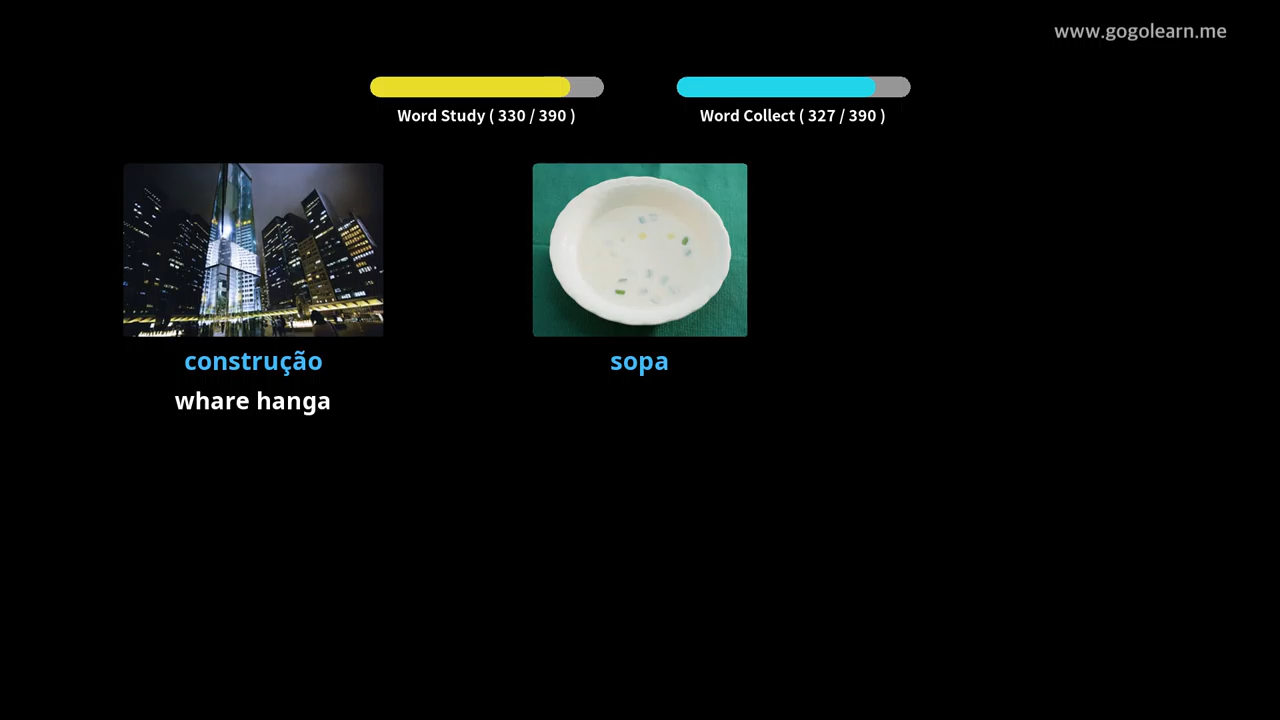 www.gogolearn.me
Word Study ( 330 / 390 )
Word Collect ( 327 / 390 )
construção
sopa
whare hanga